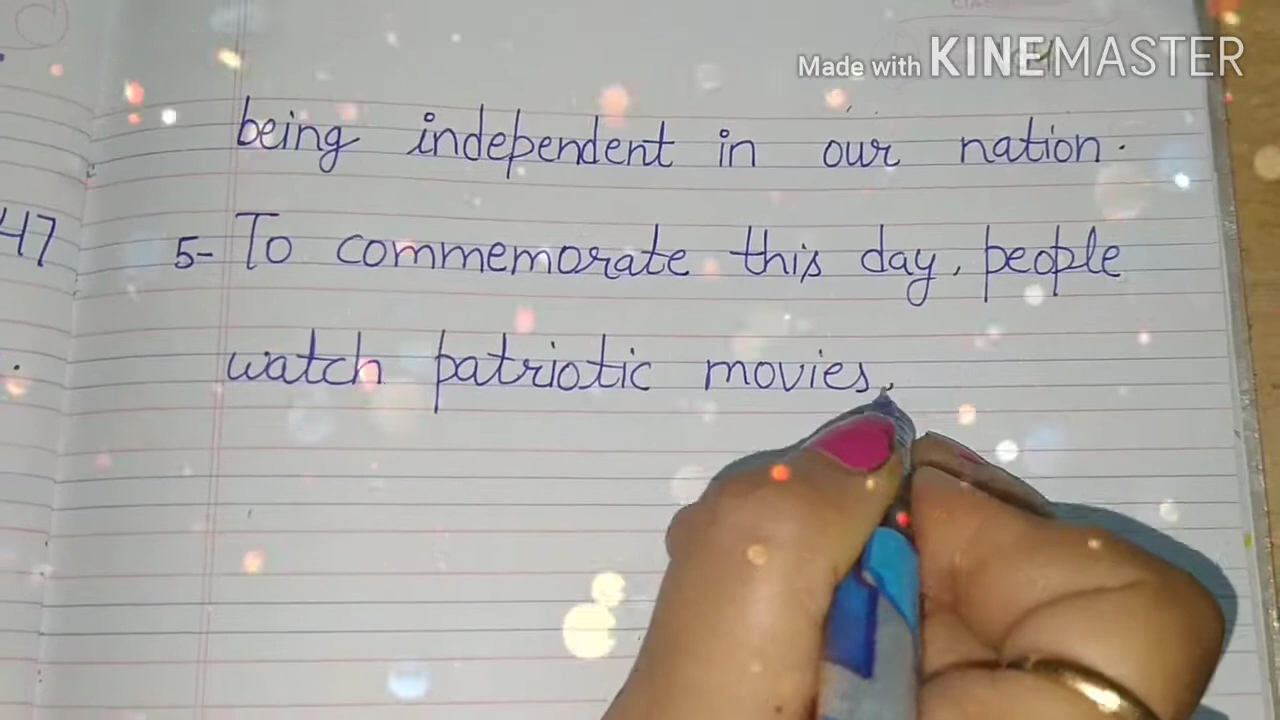 Made with KINEMASTER
being independent in our nation.
47
5- To commemorate this day, people
watch patriotic movies,